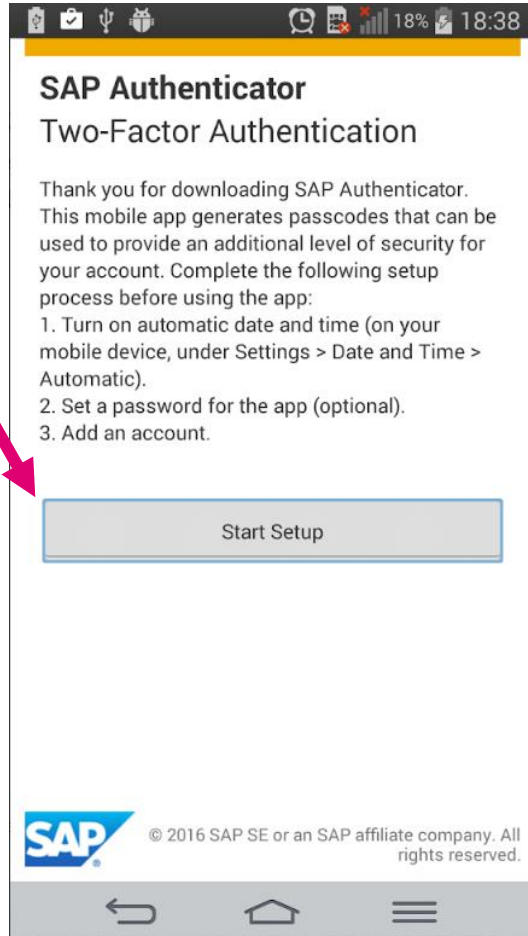 18% 18:38
SAP Authenticator
Two-Factor Authentication
Thank you for downloading SAP Authenticator.
This mobile app generates passcodes that can be
used to provide an additional level of security for
your account. Complete the following setup
process before using the app:
1. Turn on automatic date and time (on your
mobile device, under Settings > Date and Time >
Automatic).
2. Set a password for the app (optional).
3. Add an account.
Start Setup
SAP
© 2016 SAP SE or an SAP affiliate company. All
rights reserved.